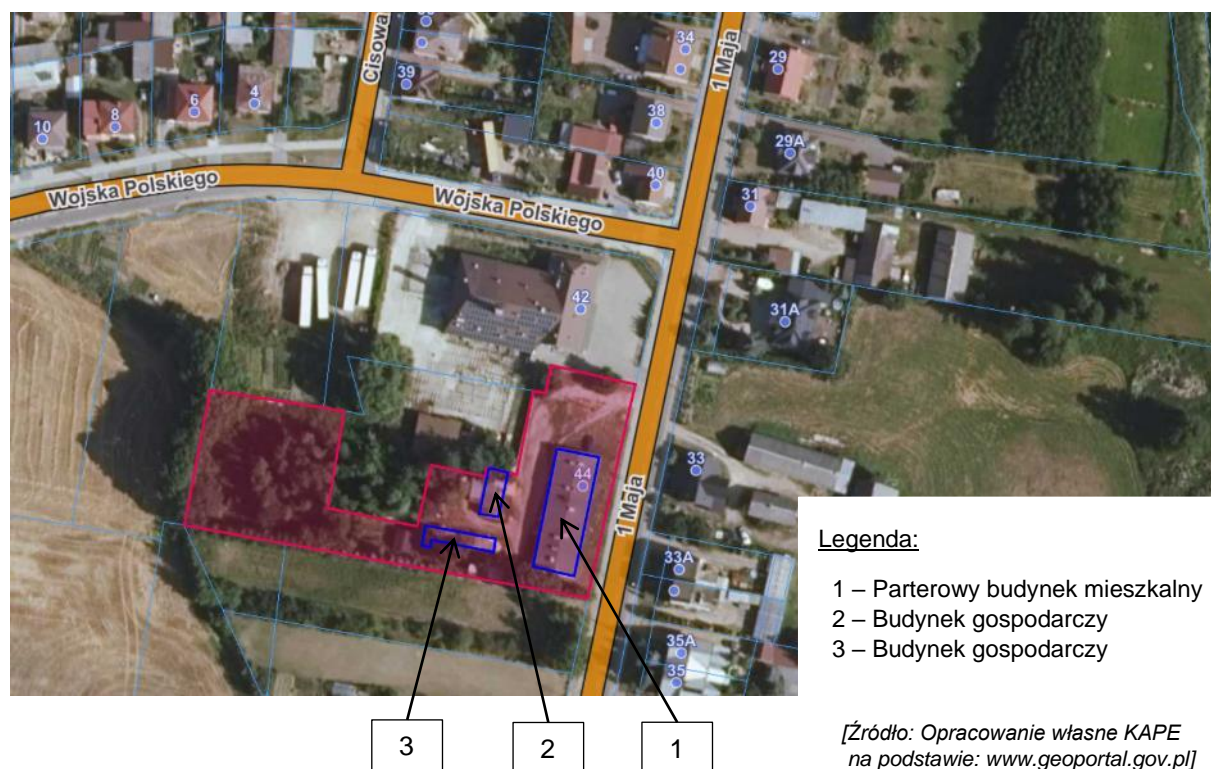 Cisowa
39
34
1 Maja
29
10
8
6
4
38
29A
40
31
Wojska Polskiego
Wojska Polskiego
42
31A
44
33
1 Maja
33A
35A
35
Legenda:
1 – Parterowy budynek mieszkalny
2 – Budynek gospodarczy
3 – Budynek gospodarczy
3
2
1
[Źródło: Opracowanie własne KAPE
na podstawie: www.geoportal.gov.pl]